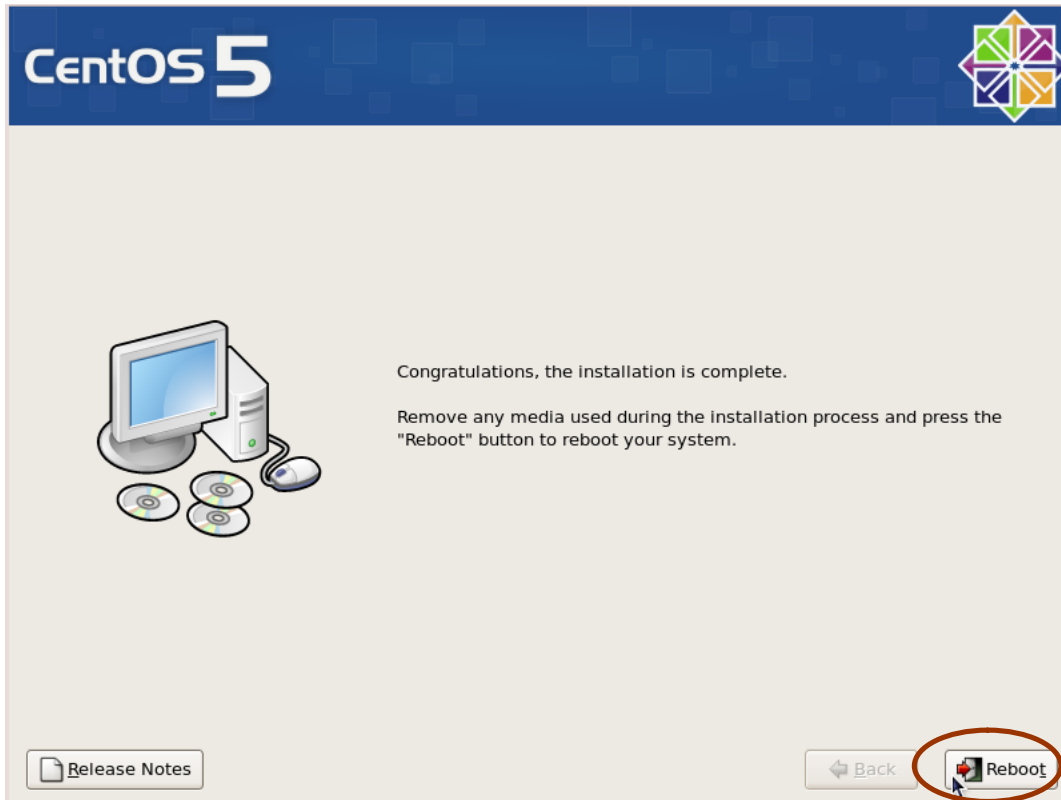 CentOS 5
Congratulations, the installation is complete.
Remove any media used during the installation process and press the
"Reboot" button to reboot your system.
Release Notes
Back
Reboot